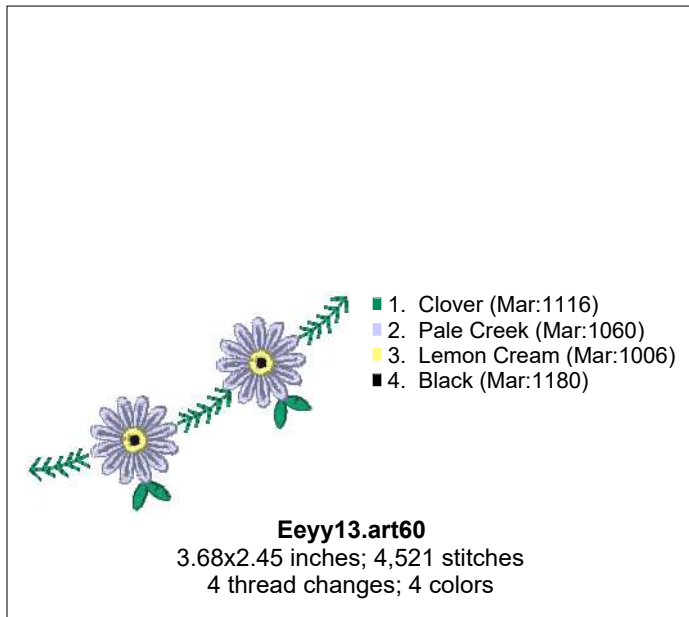 1. Clover (Mar:1116)
2. Pale Creek (Mar:1060)
3. Lemon Cream (Mar:1006)
4. Black (Mar:1180)
Eeyy13.art60
3.68x2.45 inches; 4,521 stitches
4 thread changes; 4 colors